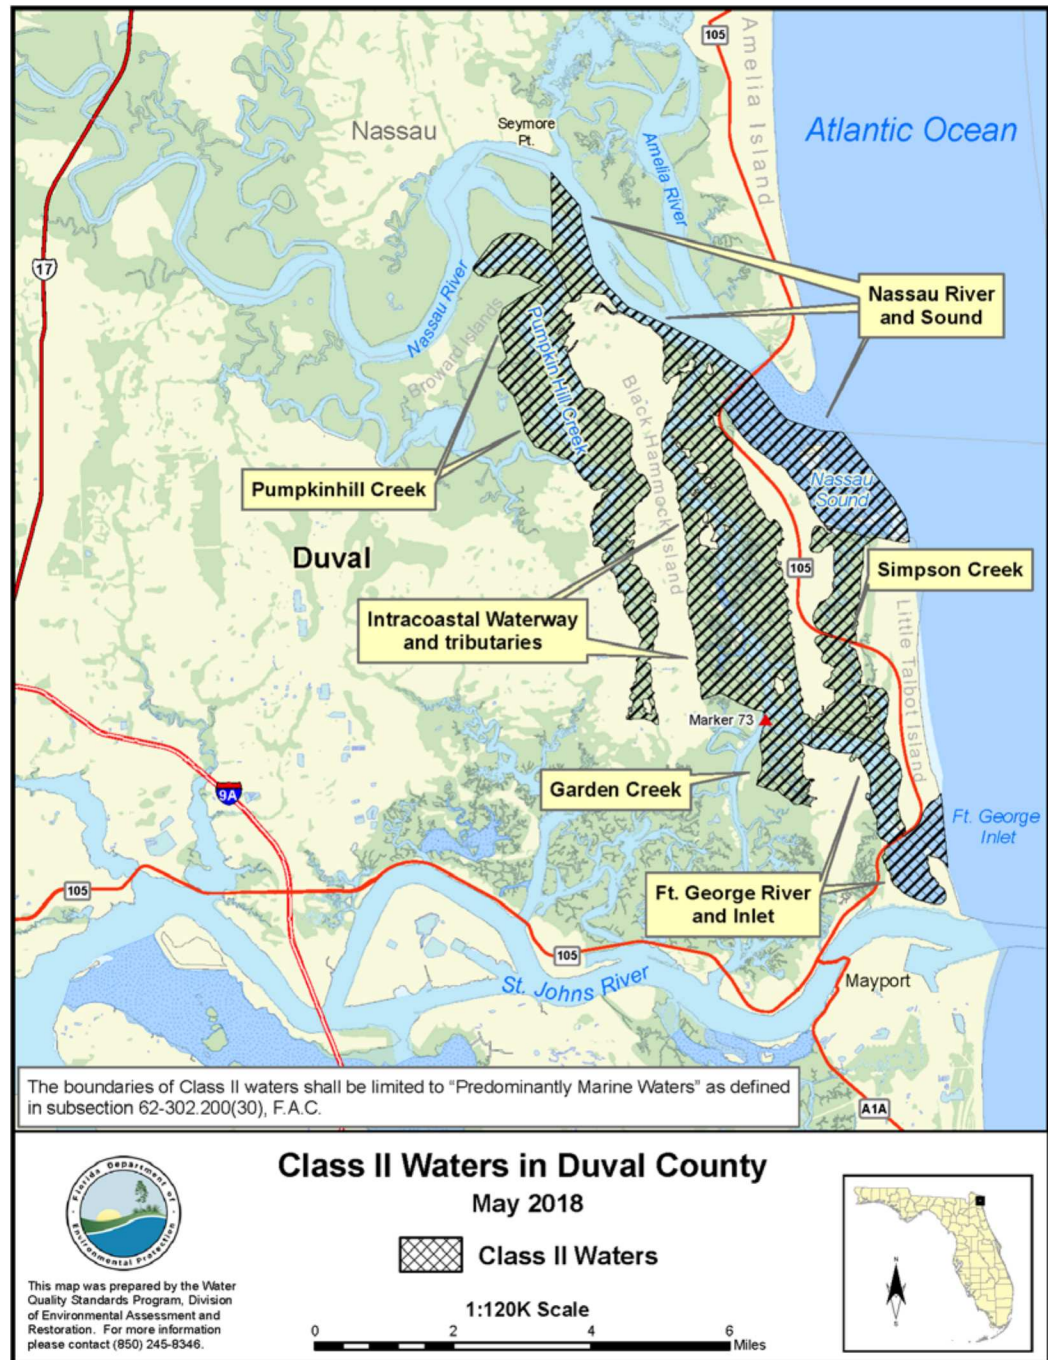 105
Amelia Island
Atlantic Ocean
Nassau
Seymore
Pt.
Amelia River
17
Nassau River
and Sound
Nassau River
Broward Islands
Pumpkin Hill Creek
Black Hammock Island
Pumpkinhill Creek
Nassau
Sound
Duval
105
Simpson Creek
Intracoastal Waterway
and tributaries
Little Talbot Island
Marker 73
Garden Creek
9A
Ft. George
Inlet
105
Ft. George River
and Inlet
105
St. Johns River
Mayport
The boundaries of Class II waters shall be limited to “Predominantly Marine Waters” as defined
in subsection 62-302.200(30), F.A.C.
A1A
Class II Waters in Duval County
May 2018
Florida Department of
Environmental Protection
Class II Waters
This map was prepared by the Water
Quality Standards Program, Division
of Environmental Assessment and
Restoration. For more information
please contact (850) 245-8346.
1:120K Scale
0 2 4 6
Miles
N
S